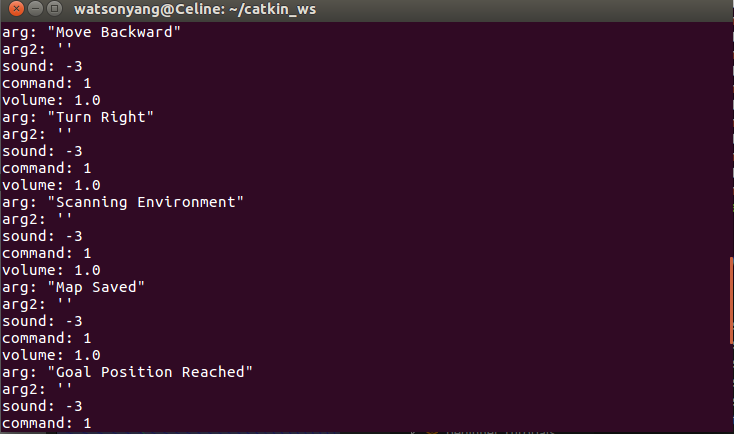 watsonyang@Celine: ~/catkin_ws
arg: "Move Backward"
arg2: ''
sound: -3
command: 1
volume: 1.0
arg: "Turn Right"
arg2: ''
sound: -3
command: 1
volume: 1.0
arg: "Scanning Environment"
arg2: ''
sound: -3
command: 1
volume: 1.0
arg: "Map Saved"
arg2: ''
sound: -3
command: 1
volume: 1.0
arg: "Goal Position Reached"
arg2: ''
sound: -3
command: 1